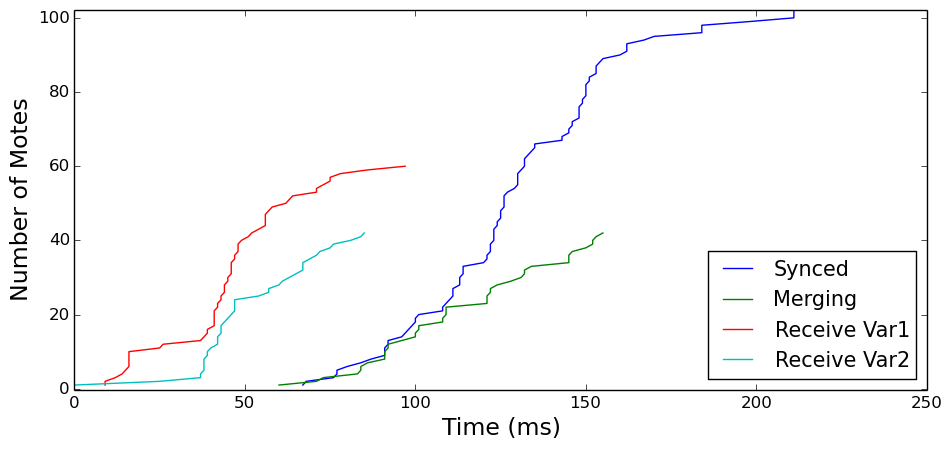 100
80
60
40
20
0
Number of Motes
0 50 100 150 200 250
Time (ms)
Synced
Merging
Receive Var1
Receive Var2